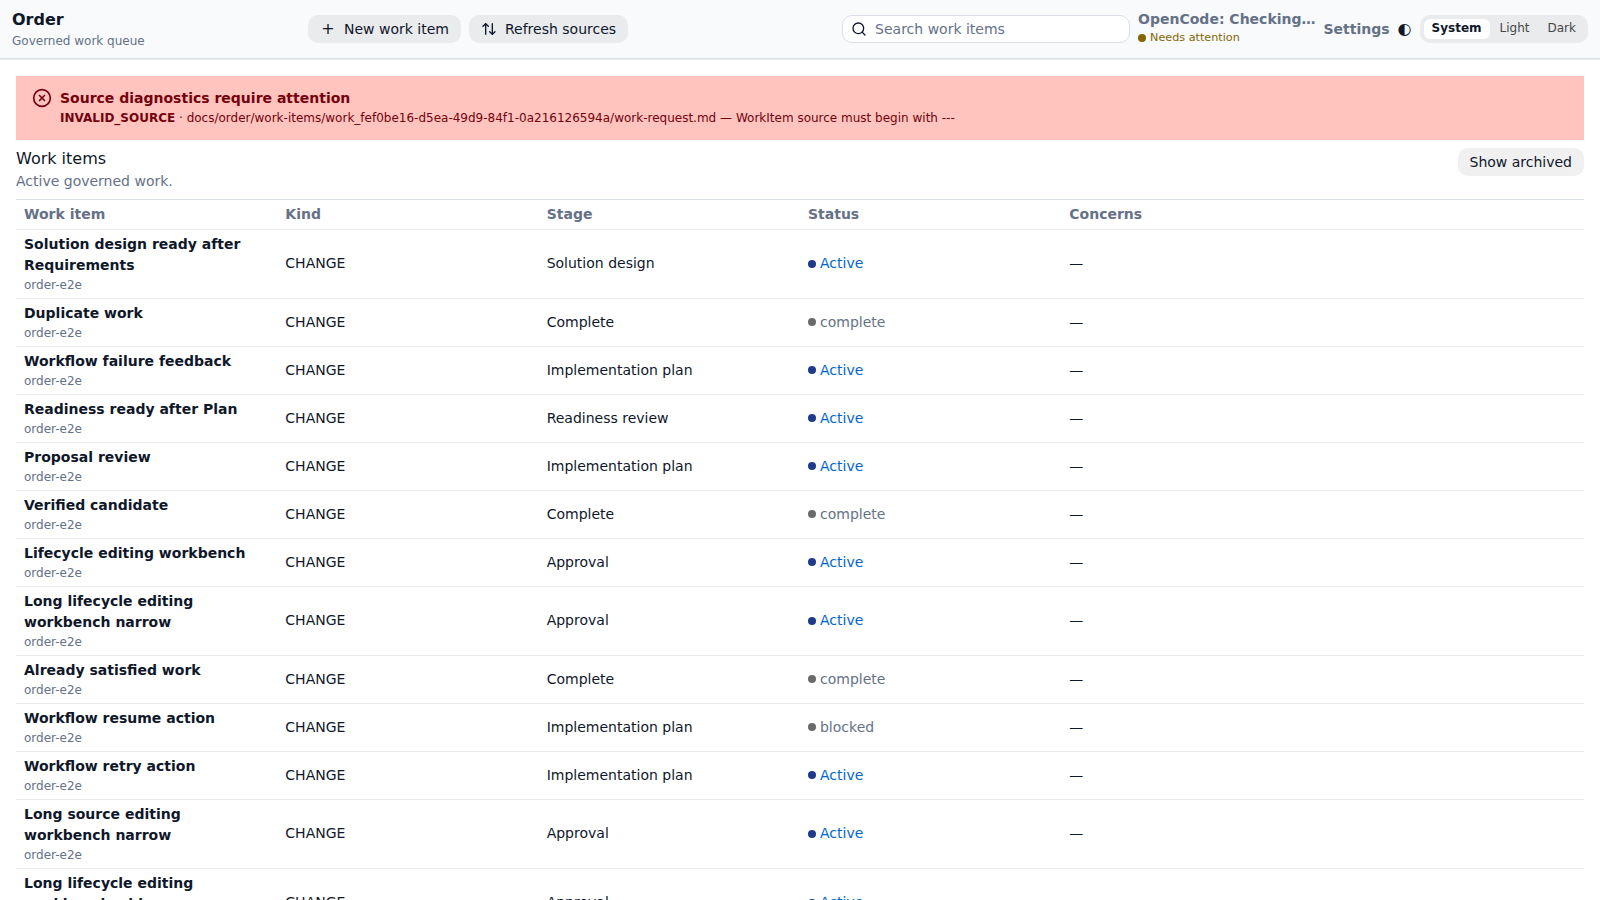 Order
Governed work queue
New work item
Refresh sources
Search work items
OpenCode: Checking...
Needs attention
Settings
System
Light
Dark
Source diagnostics require attention
INVALID_SOURCE · docs/order/work-items/work_fef0be16-d5ea-49d9-84f1-0a216126594a/work-request.md — WorkItem source must begin with ---
Work items
Active governed work.
Show archived
Work item Kind Stage Status Concerns
Solution design ready after
Requirements
order-e2e
CHANGE Solution design Active —
Duplicate work
order-e2e
CHANGE Complete complete —
Workflow failure feedback
order-e2e
CHANGE Implementation plan Active —
Readiness ready after Plan
order-e2e
CHANGE Readiness review Active —
Proposal review
order-e2e
CHANGE Implementation plan Active —
Verified candidate
order-e2e
CHANGE Complete complete —
Lifecycle editing workbench
order-e2e
CHANGE Approval Active —
Long lifecycle editing
workbench narrow
order-e2e
CHANGE Approval Active —
Already satisfied work
order-e2e
CHANGE Complete complete —
Workflow resume action
order-e2e
CHANGE Implementation plan blocked —
Workflow retry action
order-e2e
CHANGE Implementation plan Active —
Long source editing
workbench narrow
order-e2e
CHANGE Approval Active —
Long lifecycle editing